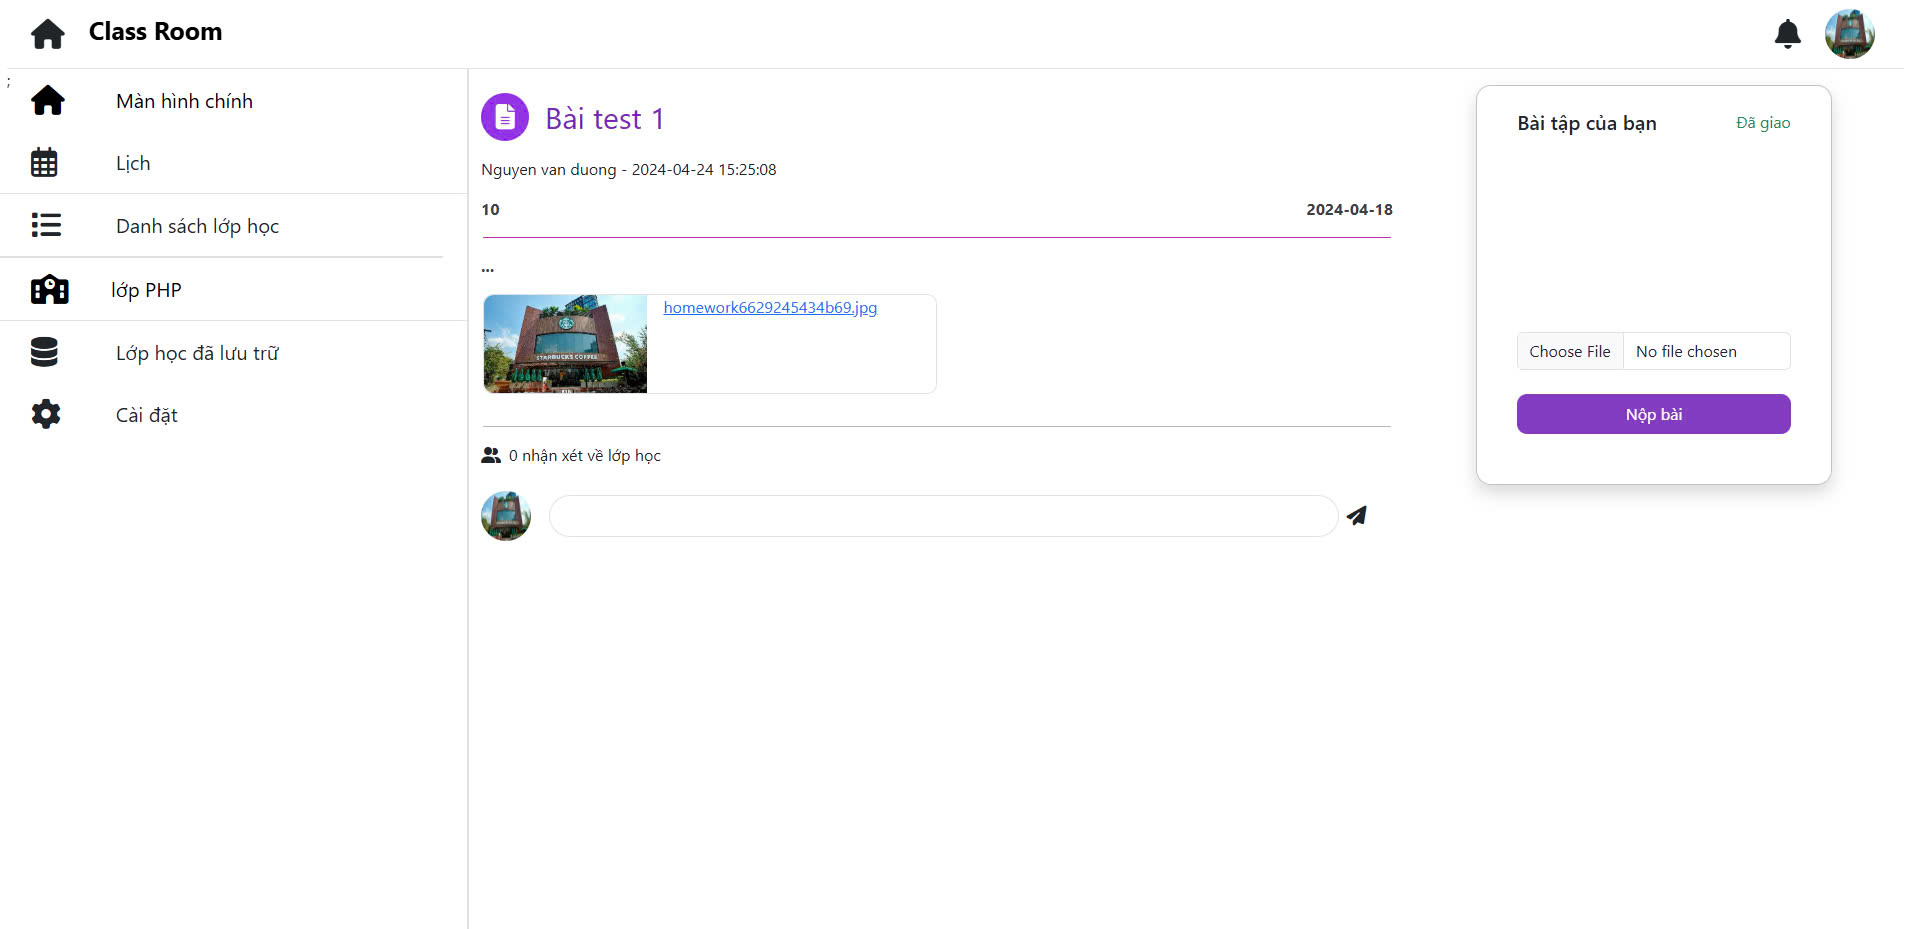 Class Room
;
Màn hình chính
Lịch
Danh sách lớp học
lớp PHP
Lớp học đã lưu trữ
Cài đặt
Bài test 1
Nguyen van duong - 2024-04-24 15:25:08
10 2024-04-18
...
homework6629245434b69.jpg
STARBUCKS COFFEE
0 nhận xét về lớp học
Bài tập của bạn Đã giao
Choose File No file chosen
Nộp bài